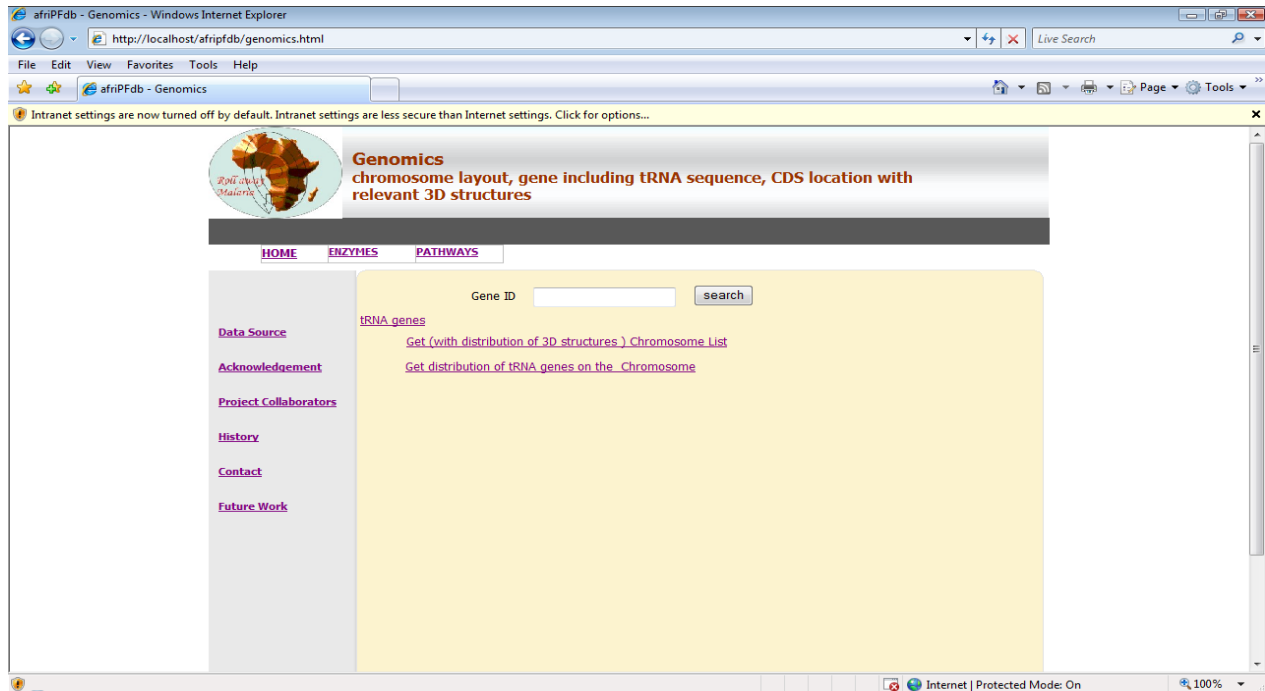 afriPFdb - Genomics - Windows Internet Explorer
http://localhost/afripfdb/genomics.html
Live Search
File Edit View Favorites Tools Help
afriPFdb - Genomics
Page Tools
Intranet settings are now turned off by default. Intranet settings are less secure than Internet settings. Click for options...
Roll away
Malaria
Genomics
chromosome layout, gene including tRNA sequence, CDS location with
relevant 3D structures
HOME ENZYMES PATHWAYS
Gene ID search
tRNA genes
Get (with distribution of 3D structures ) Chromosome List
Get distribution of tRNA genes on the Chromosome
Data Source
Acknowledgement
Project Collaborators
History
Contact
Future Work
Internet | Protected Mode: On
100%